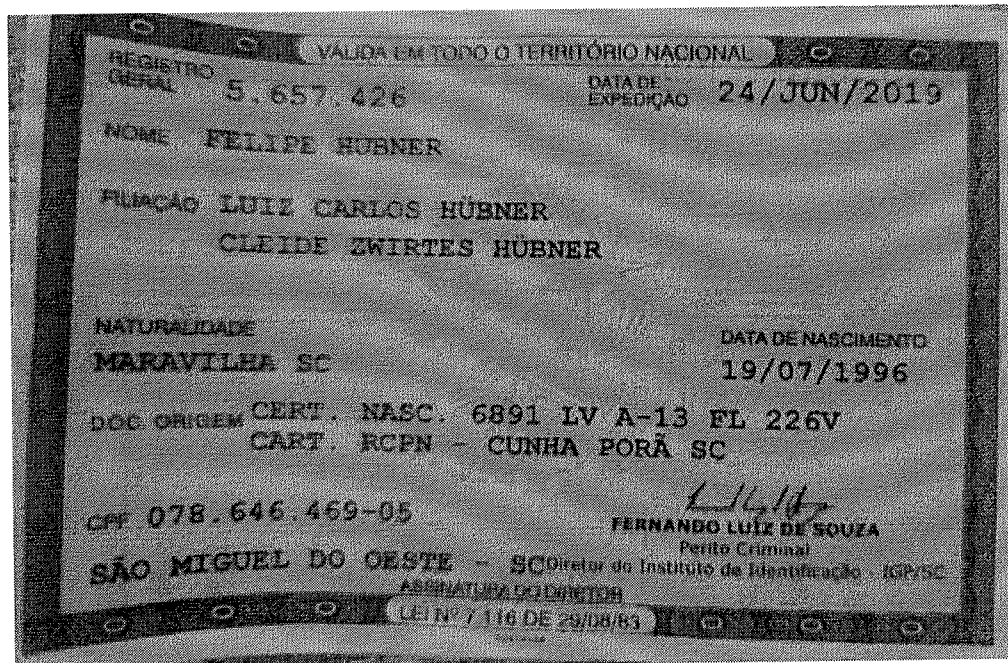 VÁLIDA EM TODO O TERRITÓRIO NACIONAL
REGISTRO GERAL 5.657.426 DATA DE EXPEDIÇÃO 24/JUN/2019
NOME FELIPE HÜBNER
FILIAÇÃO LUIZ CARLOS HÜBNER
CLEIDE ZWIRTES HÜBNER
NATURALIDADE DATA DE NASCIMENTO
MARAVILHA SC 19/07/1996
DOC. ORIGEM CERT. NASC. 6891 LV A-13 FL 226V
CART. RCPN - CUNHA PORÃ SC
CPF 078.646.469-05
FERNANDO LUIZ DE SOUZA
Perito Criminal
SÃO MIGUEL DO OESTE - SC Diretor do Instituto de Identificação - IGP/SC
ASSINATURA DO DIRETOR
LEI Nº 7 116 DE 29/08/83